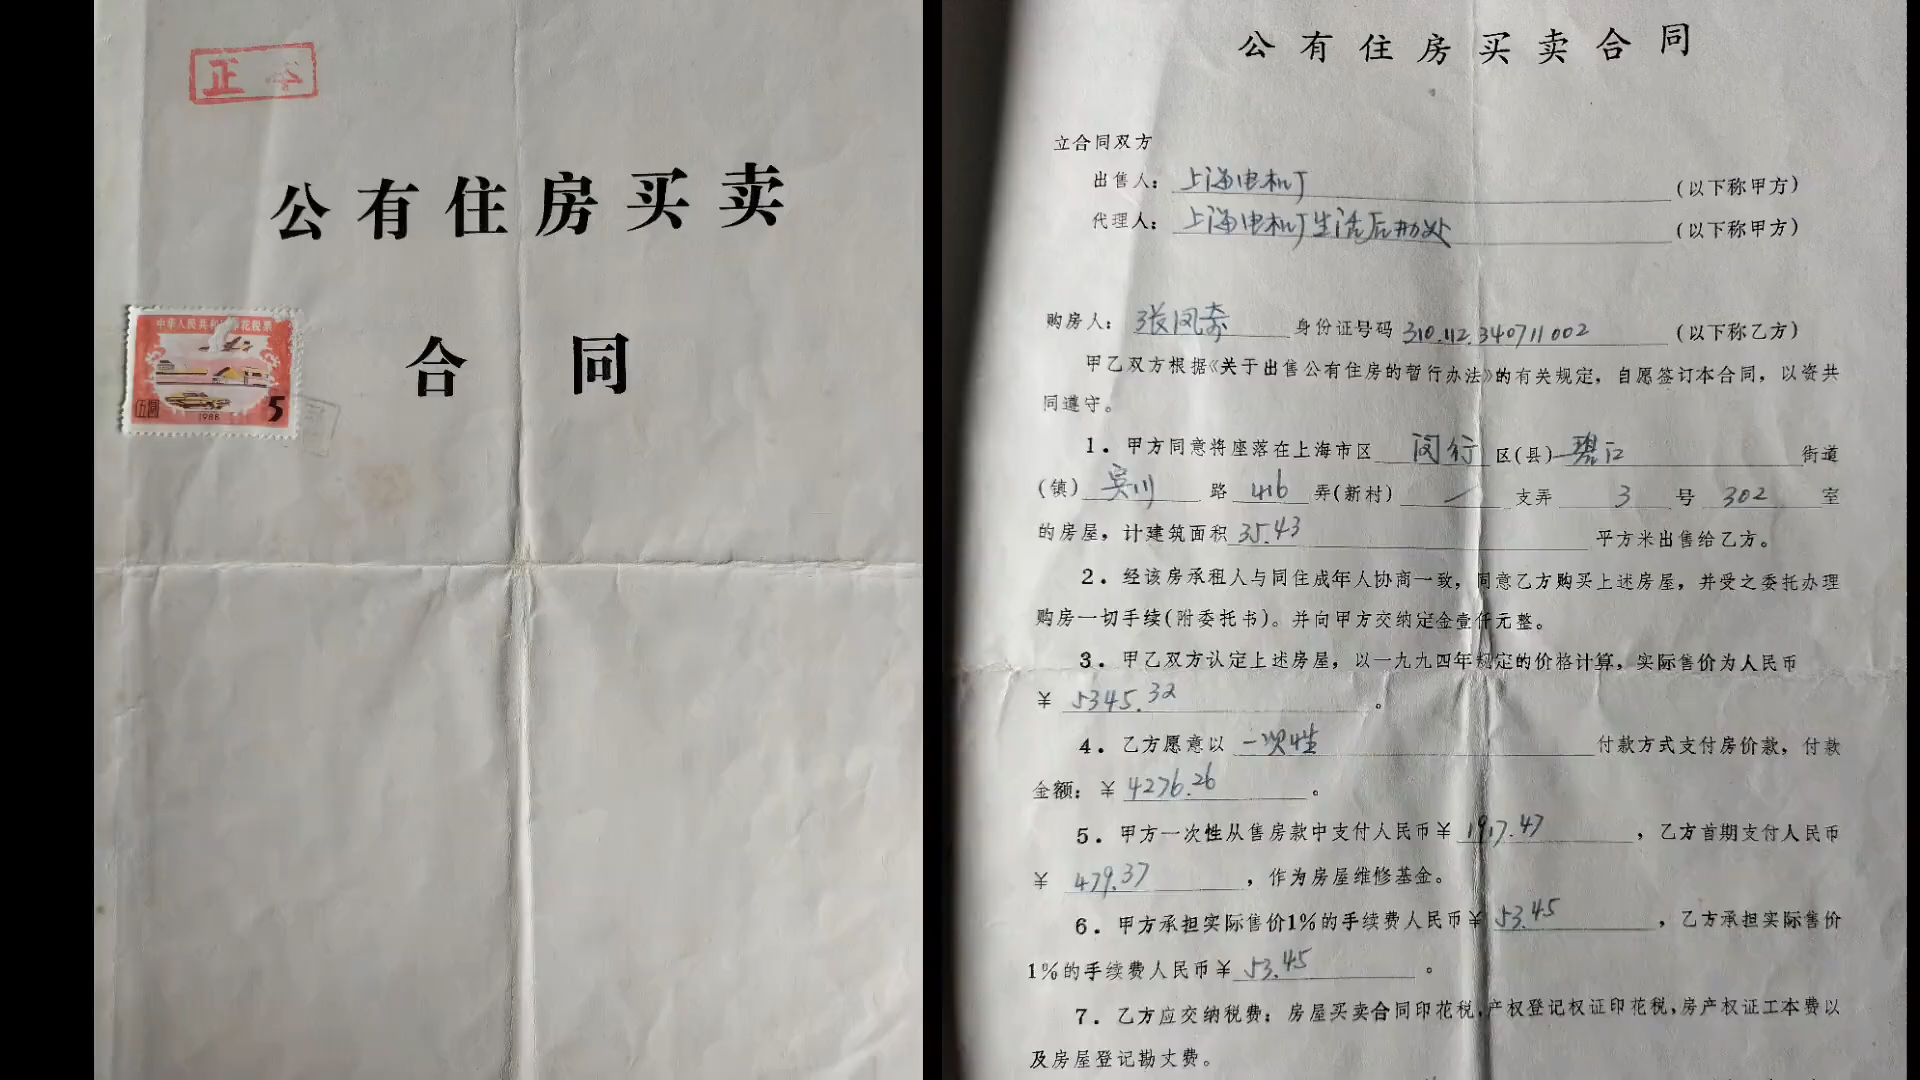 正本
公有住房买卖
合同
中华人民共和 印花税票
伍圆
1988
5
公有住房买卖合同
立合同双方
出售人：上海电机厂（以下称甲方）
代理人：上海电机厂生活后办处（以下称甲方）
购房人：张凤奇 身份证号码 310.112.340711002（以下称乙方）
甲乙双方根据《关于出售公有住房的暂行办法》的有关规定，自愿签订本合同，以资共
同遵守。
1．甲方同意将座落在上海市区 闵行 区(县) 碧江 街道
(镇) 吴川 路 416 弄(新村) / 支弄 3 号 302 室
的房屋，计建筑面积 35.43 平方米出售给乙方。
2．经该房承租人与同住成年人协商一致，同意乙方购买上述房屋，并受之委托办理
购房一切手续(附委托书)。并向甲方交纳定金壹仟元整。
3．甲乙双方认定上述房屋，以一九九四年规定的价格计算，实际售价为人民币
￥ 5345.32 。
4．乙方愿意以 一次性 付款方式支付房价款，付款
金额：￥ 4276.26 。
5．甲方一次性从售房款中支付人民币￥ 1917.47 ，乙方首期支付人民币
￥ 479.37 ，作为房屋维修基金。
6．甲方承担实际售价1%的手续费人民币￥ 53.45 ，乙方承担实际售价
1%的手续费人民币￥ 53.45 。
7．乙方应交纳税费：房屋买卖合同印花税，产权登记权证印花税，房产权证工本费以
及房屋登记勘丈费。